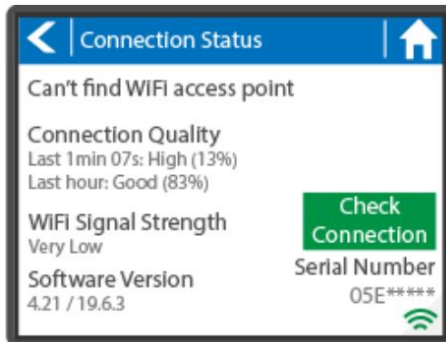 Connection Status
Can't find WiFi access point
Connection Quality
Last 1min 07s: High (13%)
Last hour: Good (83%)
WiFi Signal Strength
Very Low
Check
Connection
Software Version
4.21 / 19.6.3
Serial Number
05E*****